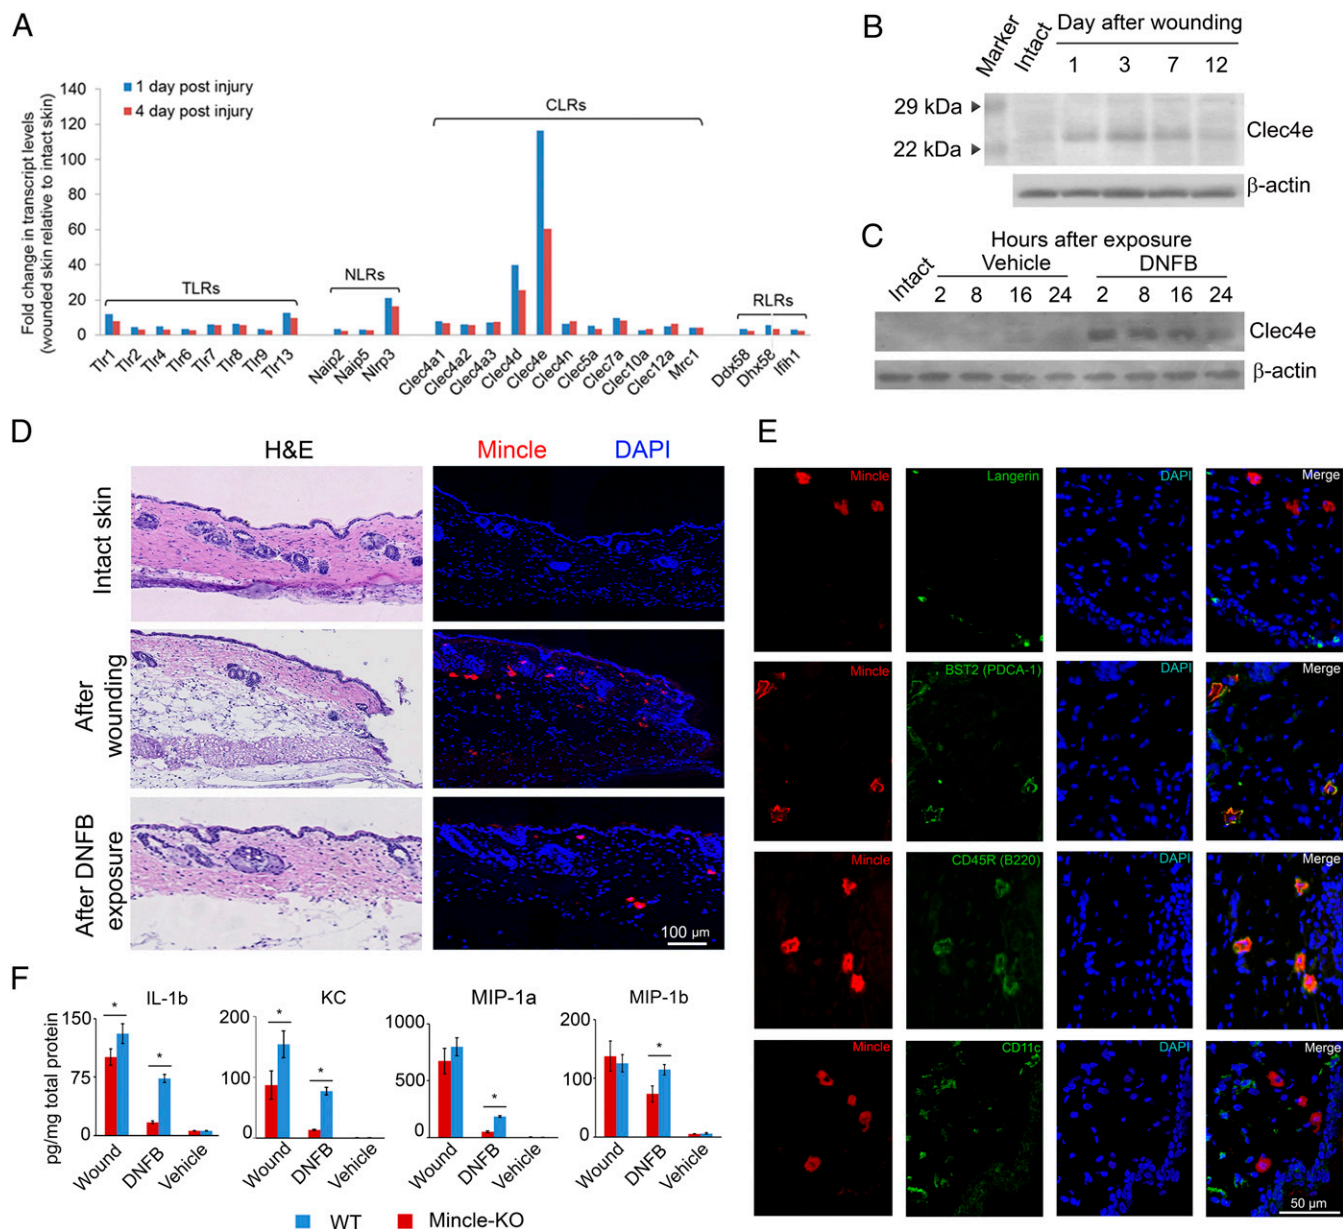 A
Fold change in transcript levels
(wounded skin relative to intact skin)
140
120
100
80
60
40
20
0
1 day post injury
4 day post injury
TLRs
NLRs
CLRs
RLRs
Tlr1
Tlr2
Tlr4
Tlr6
Tlr7
Tlr8
Tlr9
Tlr13
Naip2
Naip5
Nlrp3
Clec4a1
Clec4a2
Clec4a3
Clec4d
Clec4e
Clec4n
Clec5a
Clec7a
Clec10a
Clec12a
Mrc1
Ddx58
Dhx58
Ifih1
B
Marker
Intact
Day after wounding
1 3 7 12
29 kDa
22 kDa
Clec4e
β-actin
C
Hours after exposure
Intact
Vehicle
DNFB
2 8 16 24 2 8 16 24
Clec4e
β-actin
D
H&E
Mincle
DAPI
Intact skin
After
wounding
After DNFB
exposure
100 µm
E
Mincle
Langerin
DAPI
Merge
Mincle
BST2 (PDCA-1)
DAPI
Merge
Mincle
CD45R (B220)
DAPI
Merge
Mincle
CD11c
DAPI
Merge
50 µm
F
pg/mg total protein
IL-1b
150
75
0
*
*
Wound
DNFB
Vehicle
KC
200
100
0
*
*
Wound
DNFB
Vehicle
MIP-1a
1000
500
0
*
Wound
DNFB
Vehicle
MIP-1b
200
100
0
*
Wound
DNFB
Vehicle
WT
Mincle-KO